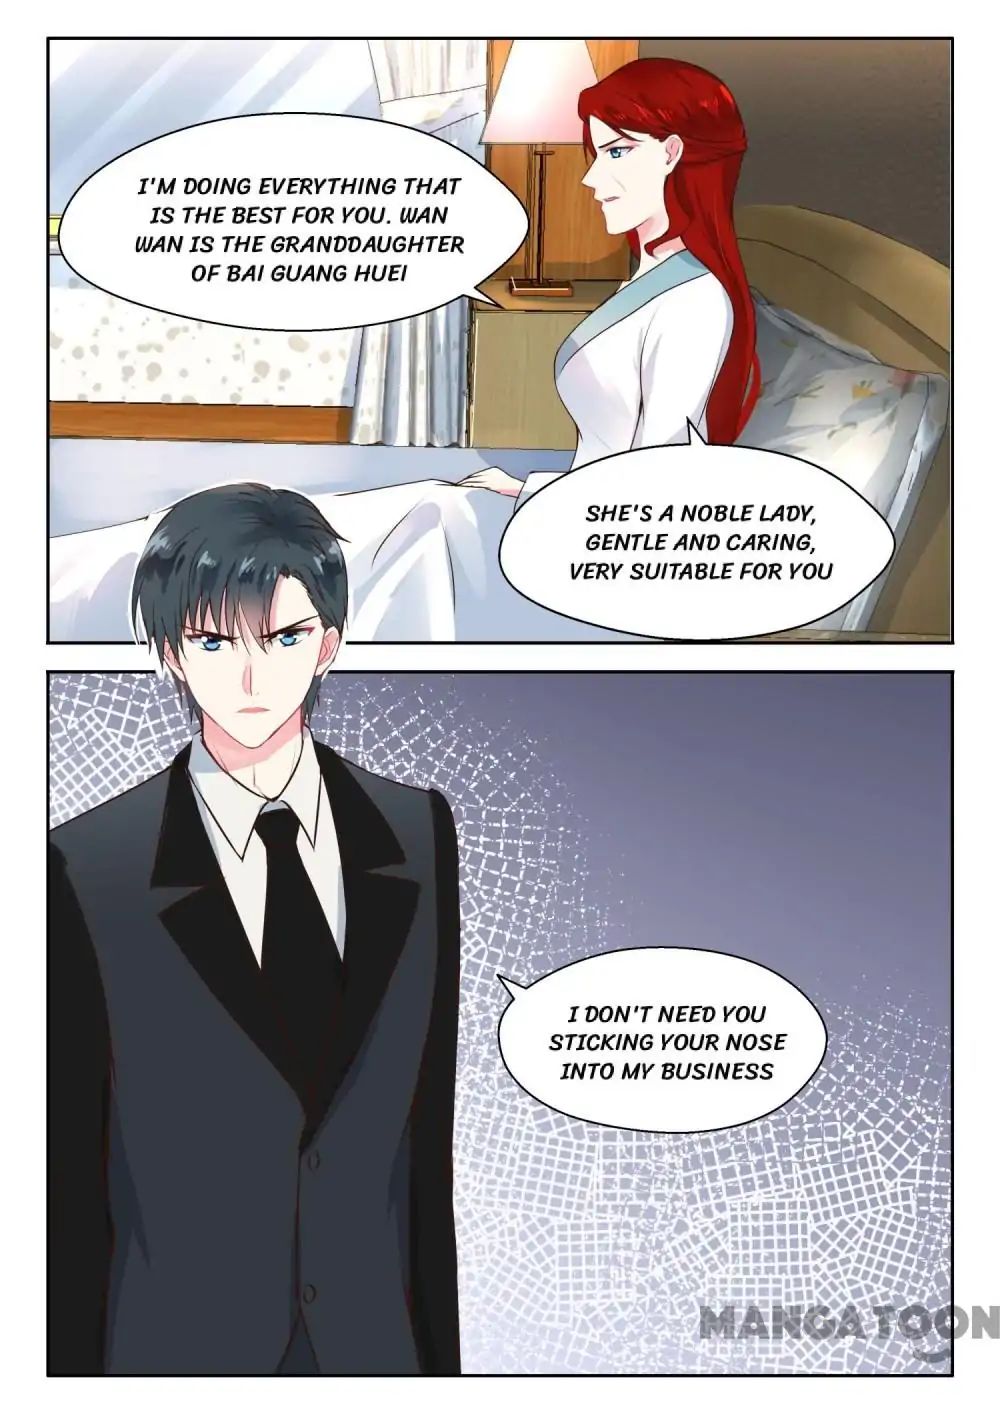 I'M DOING EVERYTHING THAT
IS THE BEST FOR YOU. WAN
WAN IS THE GRANDDAUGHTER
OF BAI GUANG HUEI
SHE'S A NOBLE LADY,
GENTLE AND CARING,
VERY SUITABLE FOR YOU
I DON'T NEED YOU
STICKING YOUR NOSE
INTO MY BUSINESS
MANGATOON